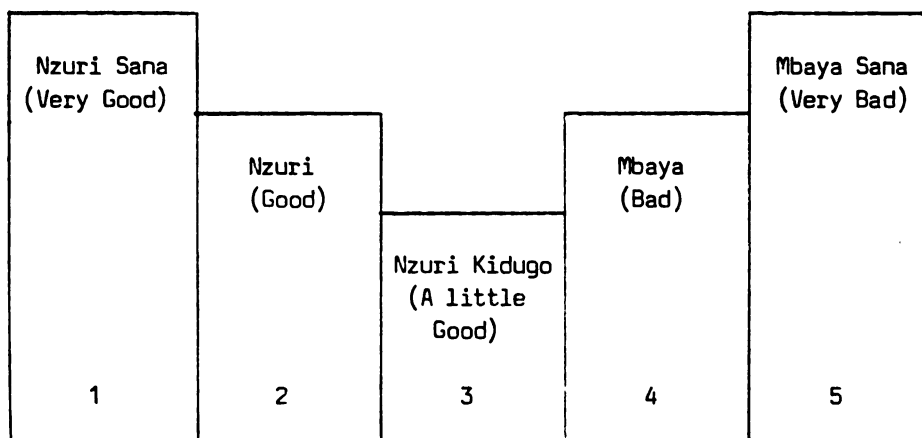 Nzuri Sana
(Very Good)
Nzuri
(Good)
Nzuri Kidugo
(A little
Good)
Mbaya
(Bad)
Mbaya Sana
(Very Bad)
1
2
3
4
5